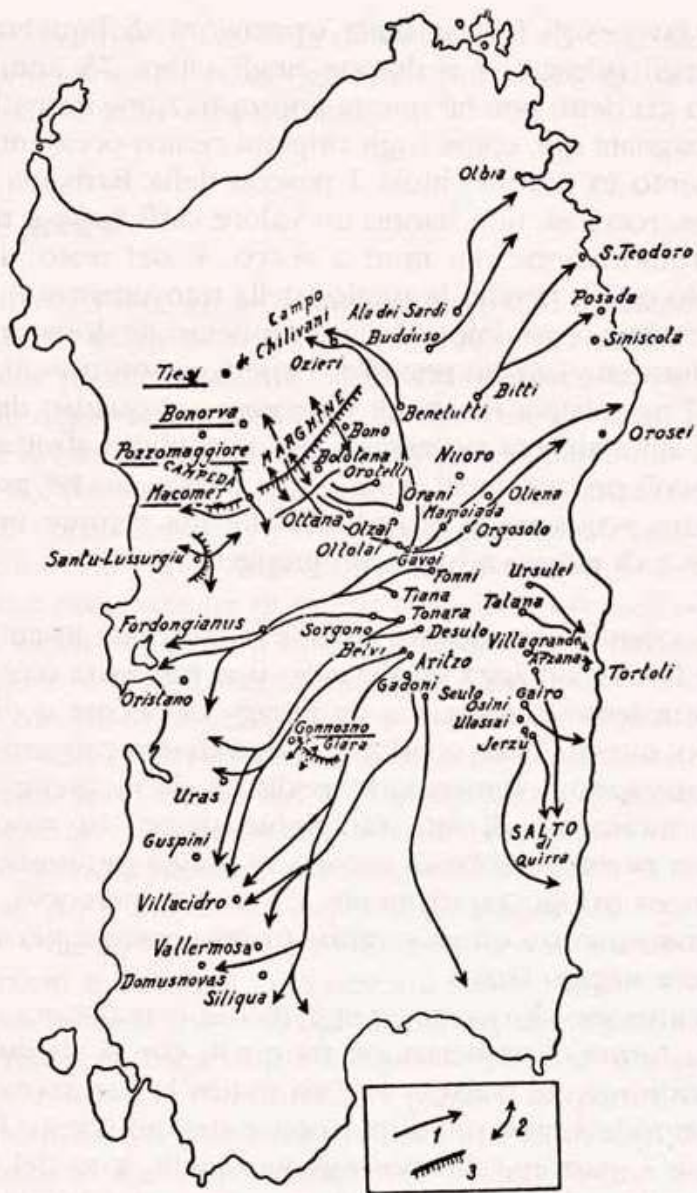 Olbia
S. Teodoro
Posada
Siniscola
Ala dei Sardi
Buddusò
Campo
di Chilivani
Ozieri
Tiesi
Benetutti
Bitti
Bonorva
MARGHINE
Bono
Orosei
Pozzomaggiore
Bolotana
Nuoro
CAMPEDA
Orotelli
Macomer
Orani
Oliena
Ottana
Olzai
Mamoiada
Orgosolo
Ollolai
Gavoi
Santu-Lussurgiu
Fonni
Ursulei
Tiana
Talana
Fordongianus
Tonara
Sorgono
Desulo
Villagrande
Belvì
Aritzo
Arzana
Tortolì
Oristano
Gadoni
Seulo
Gairo
Osini
Ulassai
Jerzu
Gonnosno
Giara
Uras
Guspini
SALTO
di
Quirra
Villacidro
Vallermosa
Domusnovas
Siliqua
1
2
3